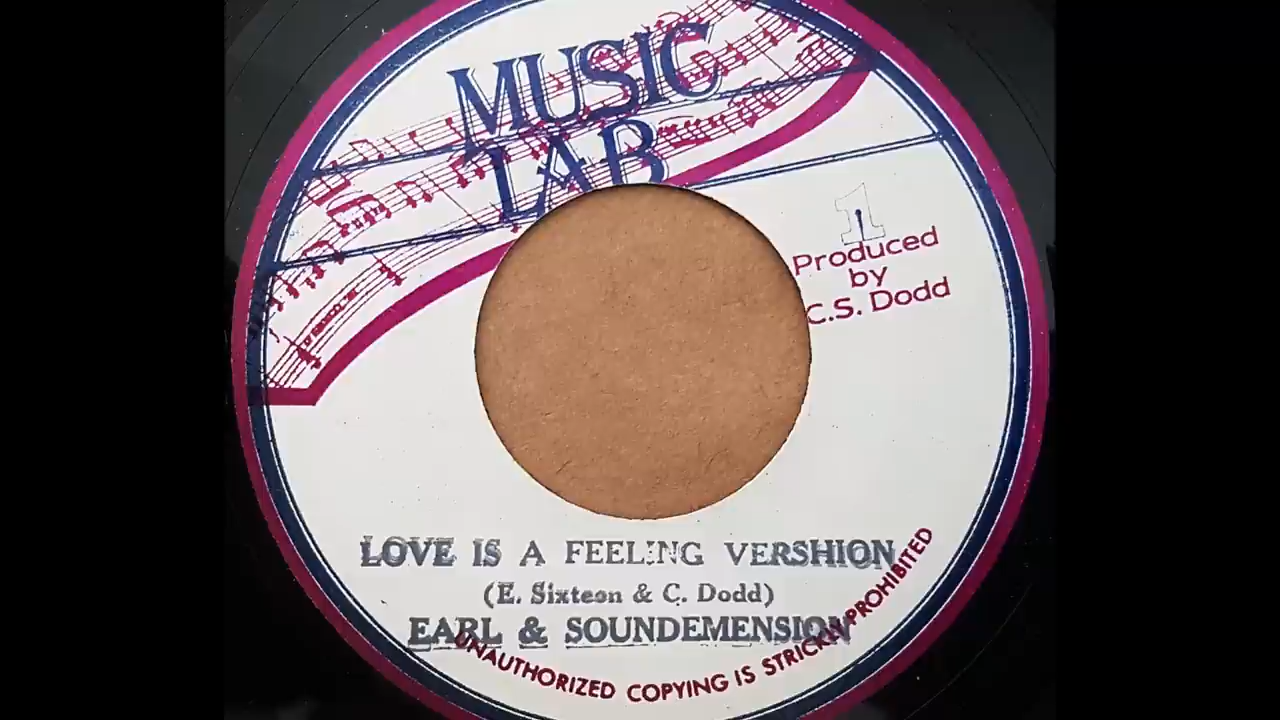 MUSIC
LAB
1
Produced
by
C.S. Dodd
LOVE IS A FEELING VERSHION
(E. Sixteen & C. Dodd)
EARL & SOUNDEMENSION
UNAUTHORIZED COPYING IS STRICKLY PROHIBITED